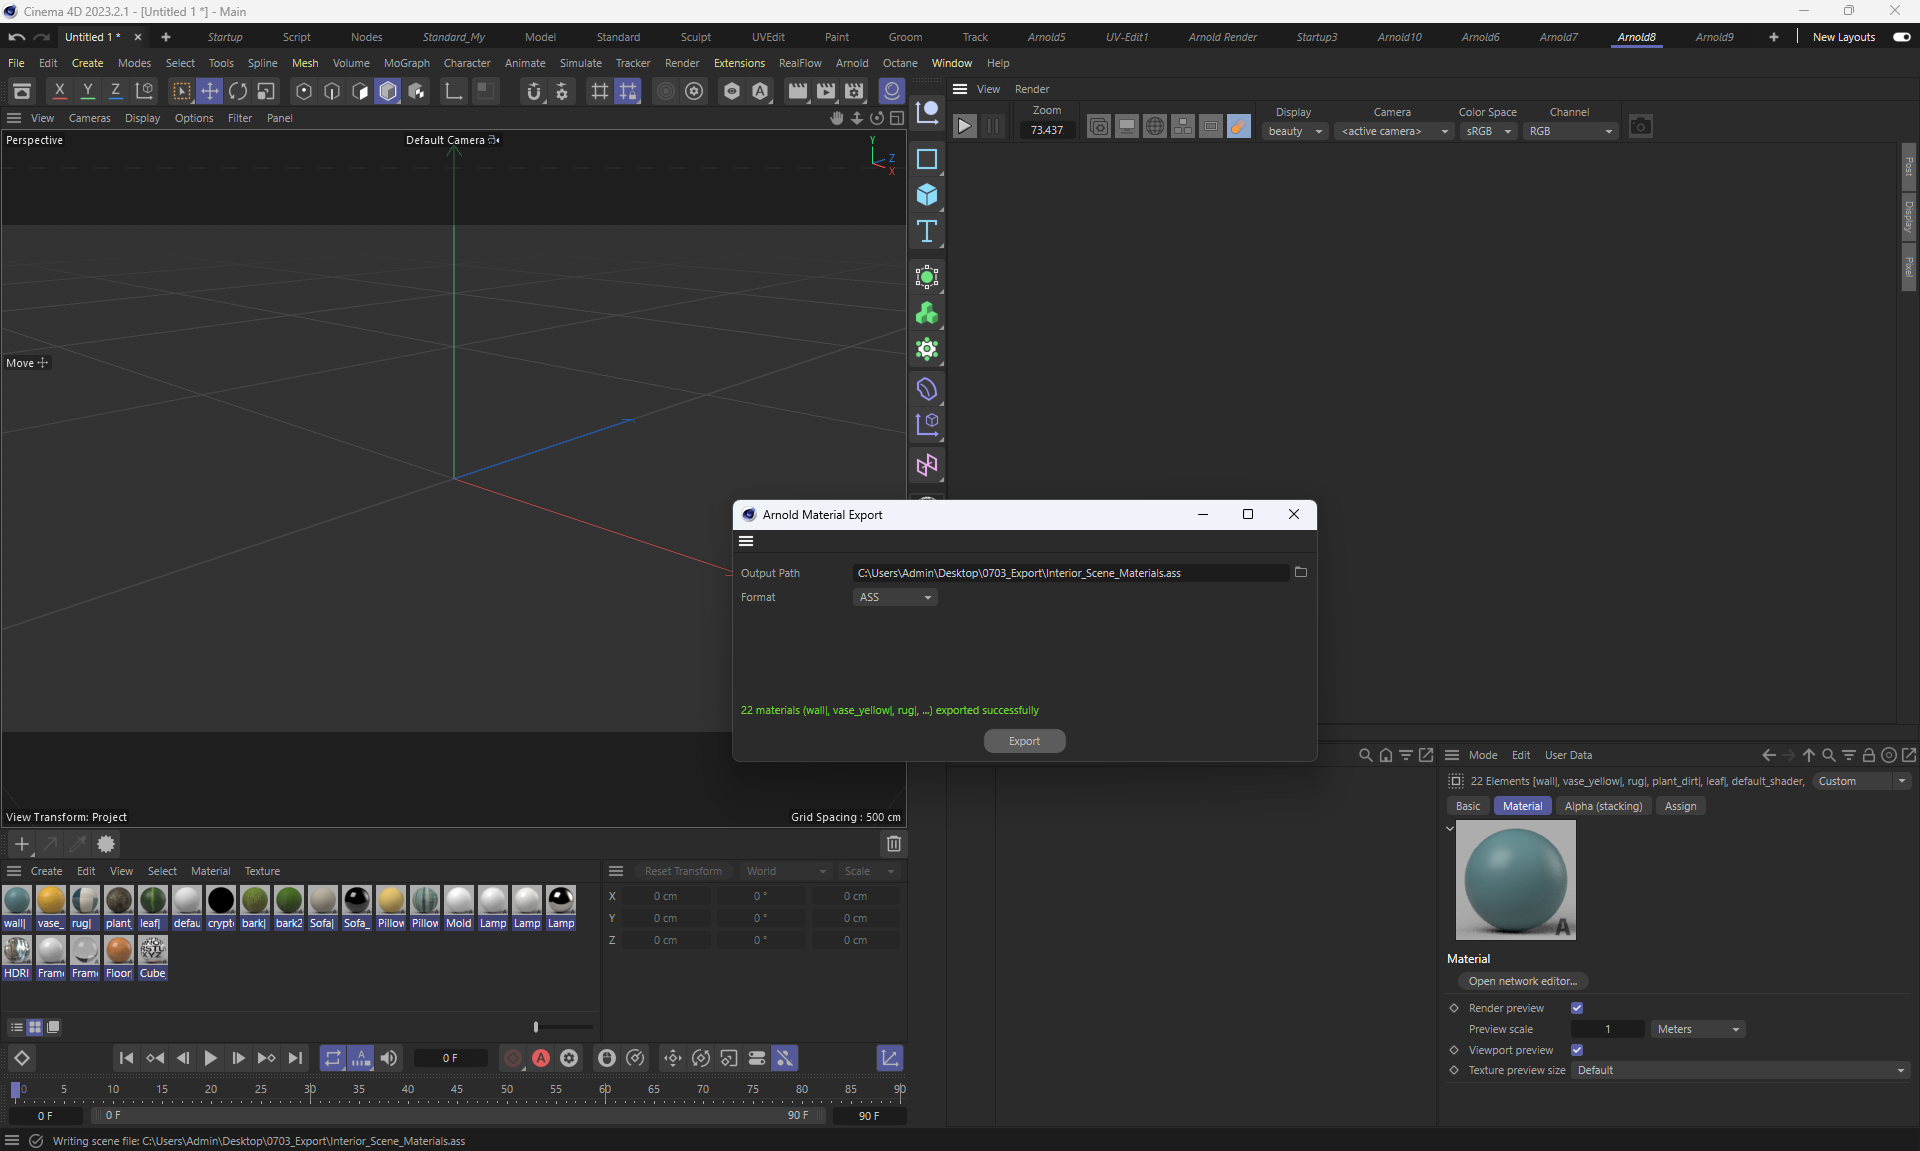 Cinema 4D 2023.2.1 - [Untitled 1 *] - Main
Untitled 1 *
Startup
Script
Nodes
Standard_My
Model
Standard
Sculpt
UVEdit
Paint
Groom
Track
Arnold5
UV-Edit1
Arnold Render
Startup3
Arnold10
Arnold6
Arnold7
Arnold8
Arnold9
New Layouts
File Edit Create Modes Select Tools Spline Mesh Volume MoGraph Character Animate Simulate Tracker Render Extensions RealFlow Arnold Octane Window Help
X Y Z
View Render
View Cameras Display Options Filter Panel
Zoom
73.437
Display
beauty
Camera
<active camera>
Color Space
sRGB
Channel
RGB
Perspective
Default Camera
Y
Z
X
Post
Display
Pixel
Move
Arnold Material Export
Output Path
C:\Users\Admin\Desktop\0703_Export\Interior_Scene_Materials.ass
Format
ASS
22 materials (wall|, vase_yellow|, rug|, ...) exported successfully
Export
View Transform: Project
Grid Spacing : 500 cm
Mode Edit User Data
22 Elements [wall|, vase_yellow|, rug|, plant_dirt|, leaf|, default_shader,
Custom
Basic
Material
Alpha (stacking)
Assign
A
Material
Open network editor...
Render preview
Preview scale
1
Meters
Viewport preview
Texture preview size
Default
Create Edit View Select Material Texture
wall| vase_ rug| plant leaf| defau crypt bark| bark2 Sofa| Sofa_ Pillow Pillow Mold Lamp Lamp Lamp
HDRI Fram Fram Floor Cube
Reset Transform
World
Scale
X 0 cm 0 ° 0 cm
Y 0 cm 0 ° 0 cm
Z 0 cm 0 ° 0 cm
0 F
0 5 10 15 20 25 30 35 40 45 50 55 60 65 70 75 80 85 90
0 F
0 F
90 F
90 F
Writing scene file: C:\Users\Admin\Desktop\0703_Export\Interior_Scene_Materials.ass